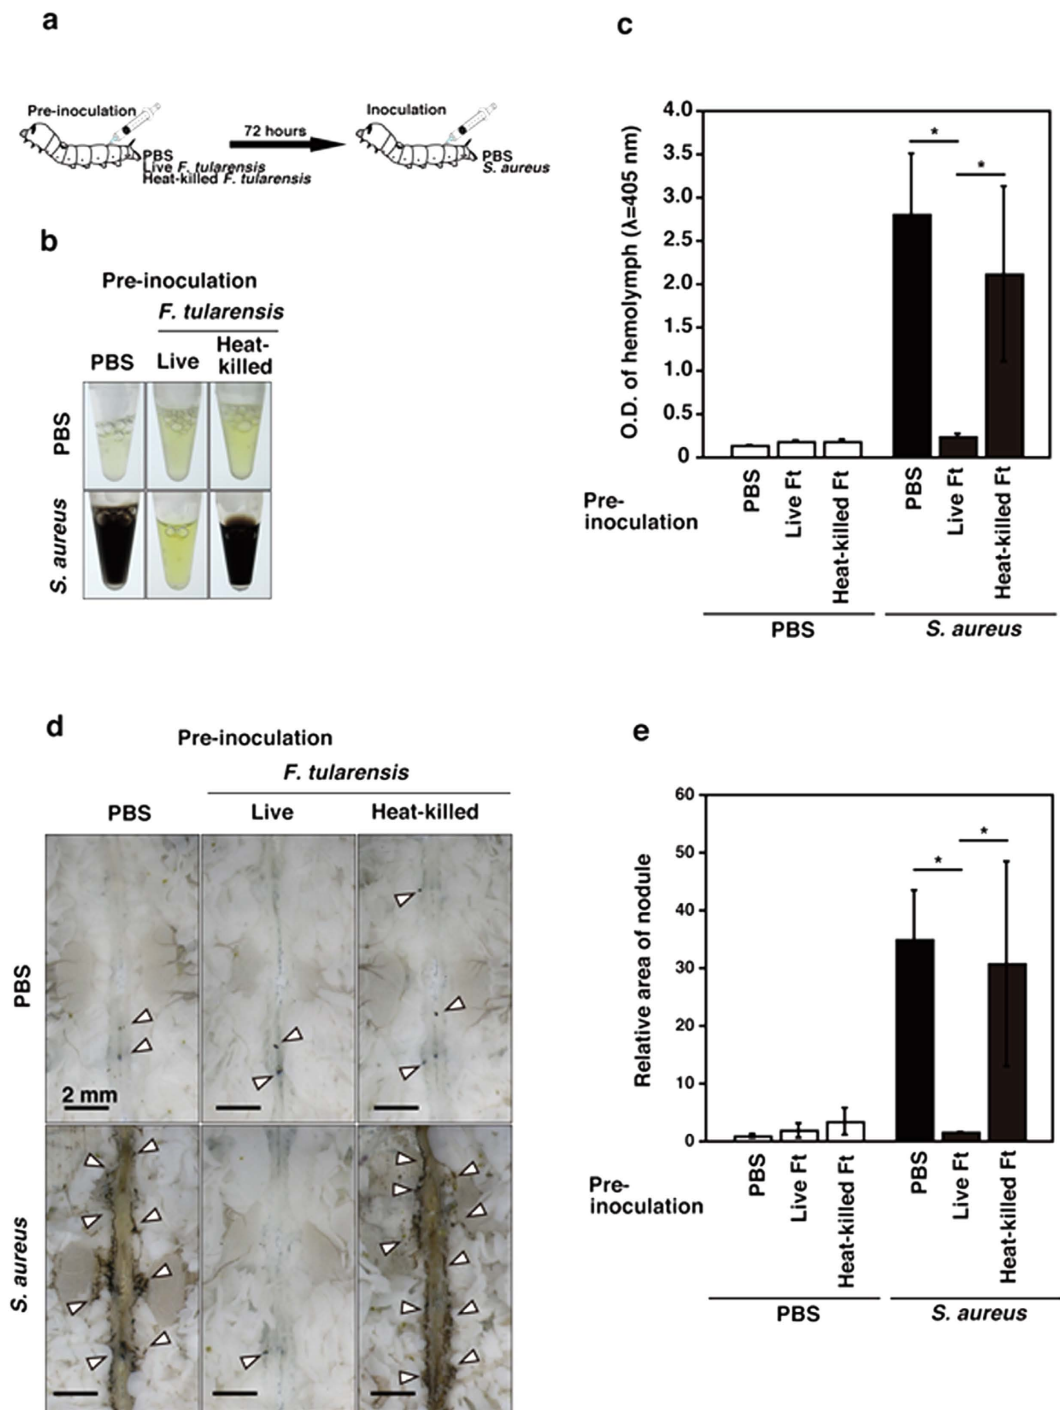 a
Pre-inoculation
72 hours
Inoculation
PBS
Live F. tularensis
Heat-killed F. tularensis
PBS
S. aureus
b
Pre-inoculation
F. tularensis
PBS
Live
Heat-
killed
PBS
S. aureus
c
O.D. of hemolymph (λ=405 nm)
4.0
3.5
3.0
2.5
2.0
1.5
1.0
0.5
0
*
*
Pre-
inoculation
PBS
Live Ft
Heat-killed Ft
PBS
Live Ft
Heat-killed Ft
PBS
S. aureus
d
Pre-inoculation
F. tularensis
PBS
Live
Heat-killed
PBS
2 mm
S. aureus
e
Relative area of nodule
60
50
40
30
20
10
0
*
*
Pre-
inoculation
PBS
Live Ft
Heat-killed Ft
PBS
Live Ft
Heat-killed Ft
PBS
S. aureus